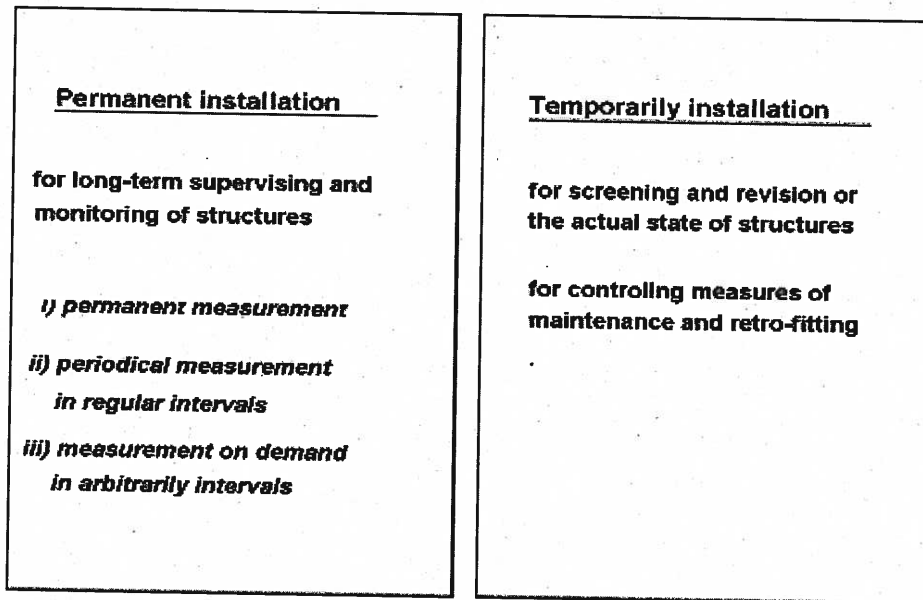 Permanent installation
for long-term supervising and
monitoring of structures
i) permanent measurement
ii) periodical measurement
in regular intervals
iii) measurement on demand
in arbitrarily intervals
Temporarily installation
for screening and revision or
the actual state of structures
for controling measures of
maintenance and retro-fitting